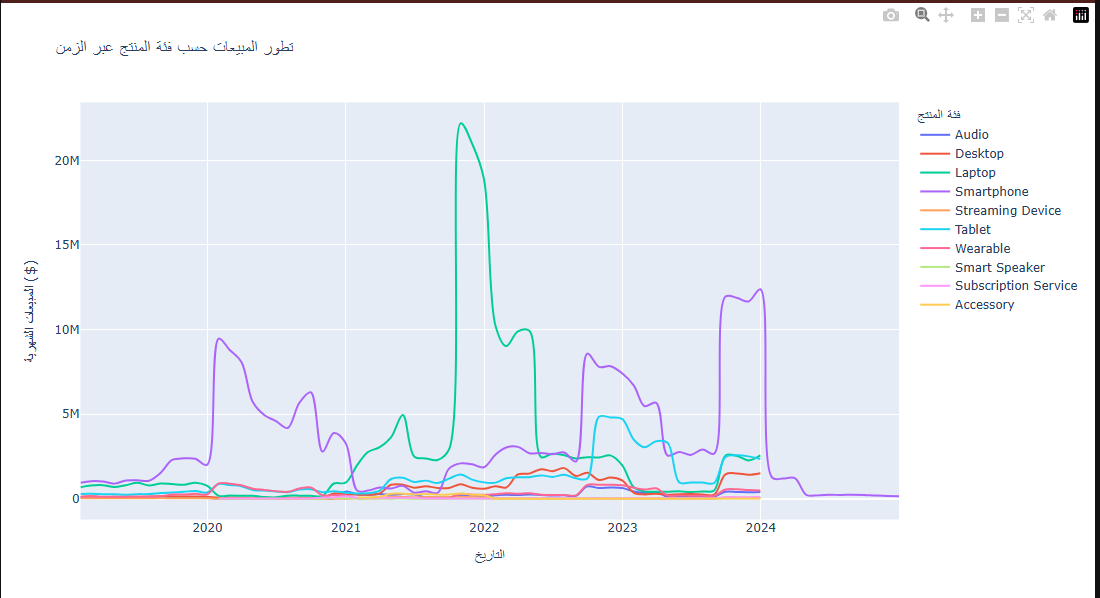 تطور المبيعات حسب فئة المنتج عبر الزمن
المبيعات الشهرية ($)
20M
15M
10M
5M
0
2020
2021
2022
2023
2024
التاريخ
فئة المنتج
Audio
Desktop
Laptop
Smartphone
Streaming Device
Tablet
Wearable
Smart Speaker
Subscription Service
Accessory